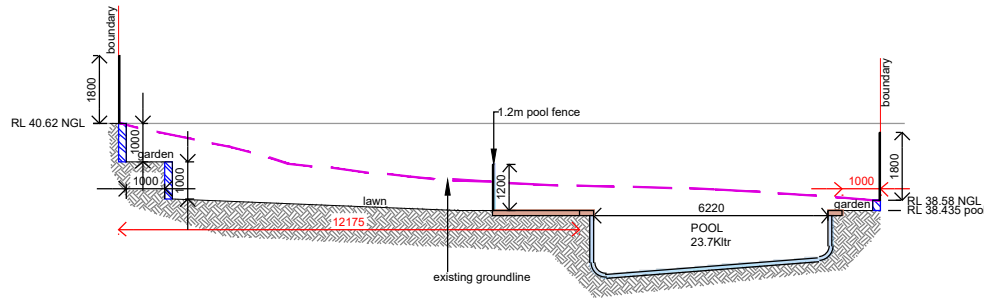 boundary
1800
RL 40.62 NGL
1000
garden
1000
1000
lawn
12175
existing groundline
1.2m pool fence
1200
6220
POOL
23.7Kltr
boundary
1800
1000
garden
RL 38.58 NGL
RL 38.435 pool